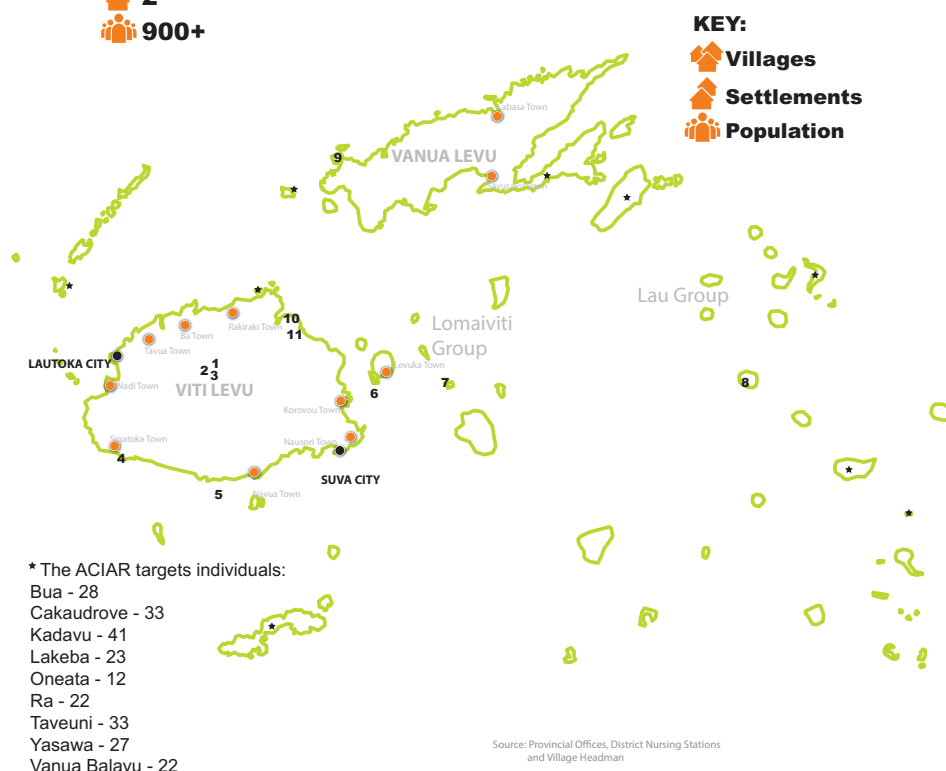 2
900+
KEY:
Villages
Settlements
Population
Labasa Town
9
VANUA LEVU
Savusavu Town
Lau Group
Lomaiviti
Group
10
Rakiraki Town
11
Ba Town
Tavua Town
LAUTOKA CITY
1
2
3
VITI LEVU
Nadi Town
Levuka Town
6
7
8
Korovou Town
Sigatoka Town
4
Nausori Town
SUVA CITY
5
Navua Town
* The ACIAR targets individuals:
Bua - 28
Cakaudrove - 33
Kadavu - 41
Lakeba - 23
Oneata - 12
Ra - 22
Taveuni - 33
Yasawa - 27
Vanua Balavu - 22
Source: Provincial Offices, District Nursing Stations
and Village Headman